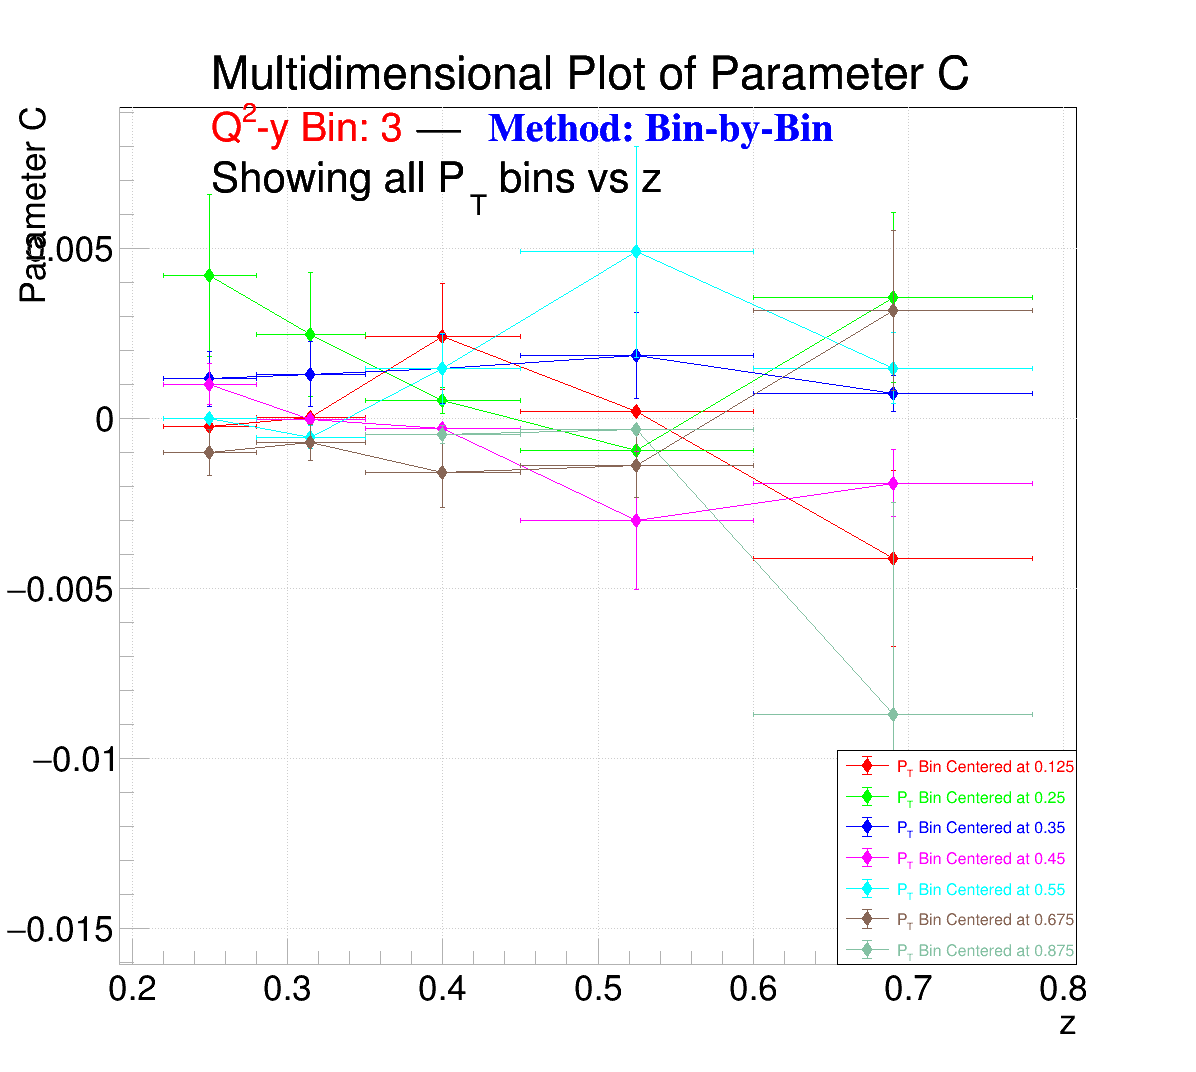 Multidimensional Plot of Parameter C
Q2-y Bin: 3 — Method: Bin-by-Bin
Showing all PT bins vs z
Parameter C
0.005
0
−0.005
−0.01
−0.015
PT Bin Centered at 0.125
PT Bin Centered at 0.25
PT Bin Centered at 0.35
PT Bin Centered at 0.45
PT Bin Centered at 0.55
PT Bin Centered at 0.675
PT Bin Centered at 0.875
0.2 0.3 0.4 0.5 0.6 0.7 0.8
z